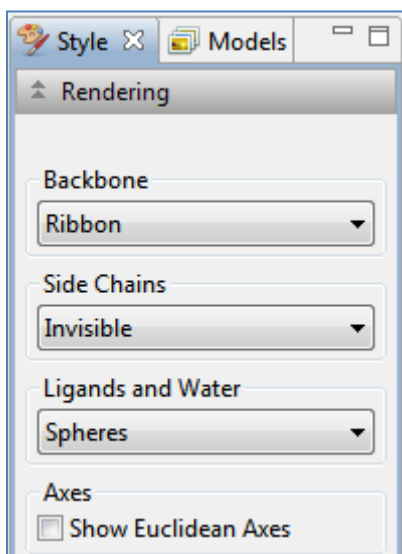 Style Models
Rendering
Backbone
Ribbon
Side Chains
Invisible
Ligands and Water
Spheres
Axes
Show Euclidean Axes